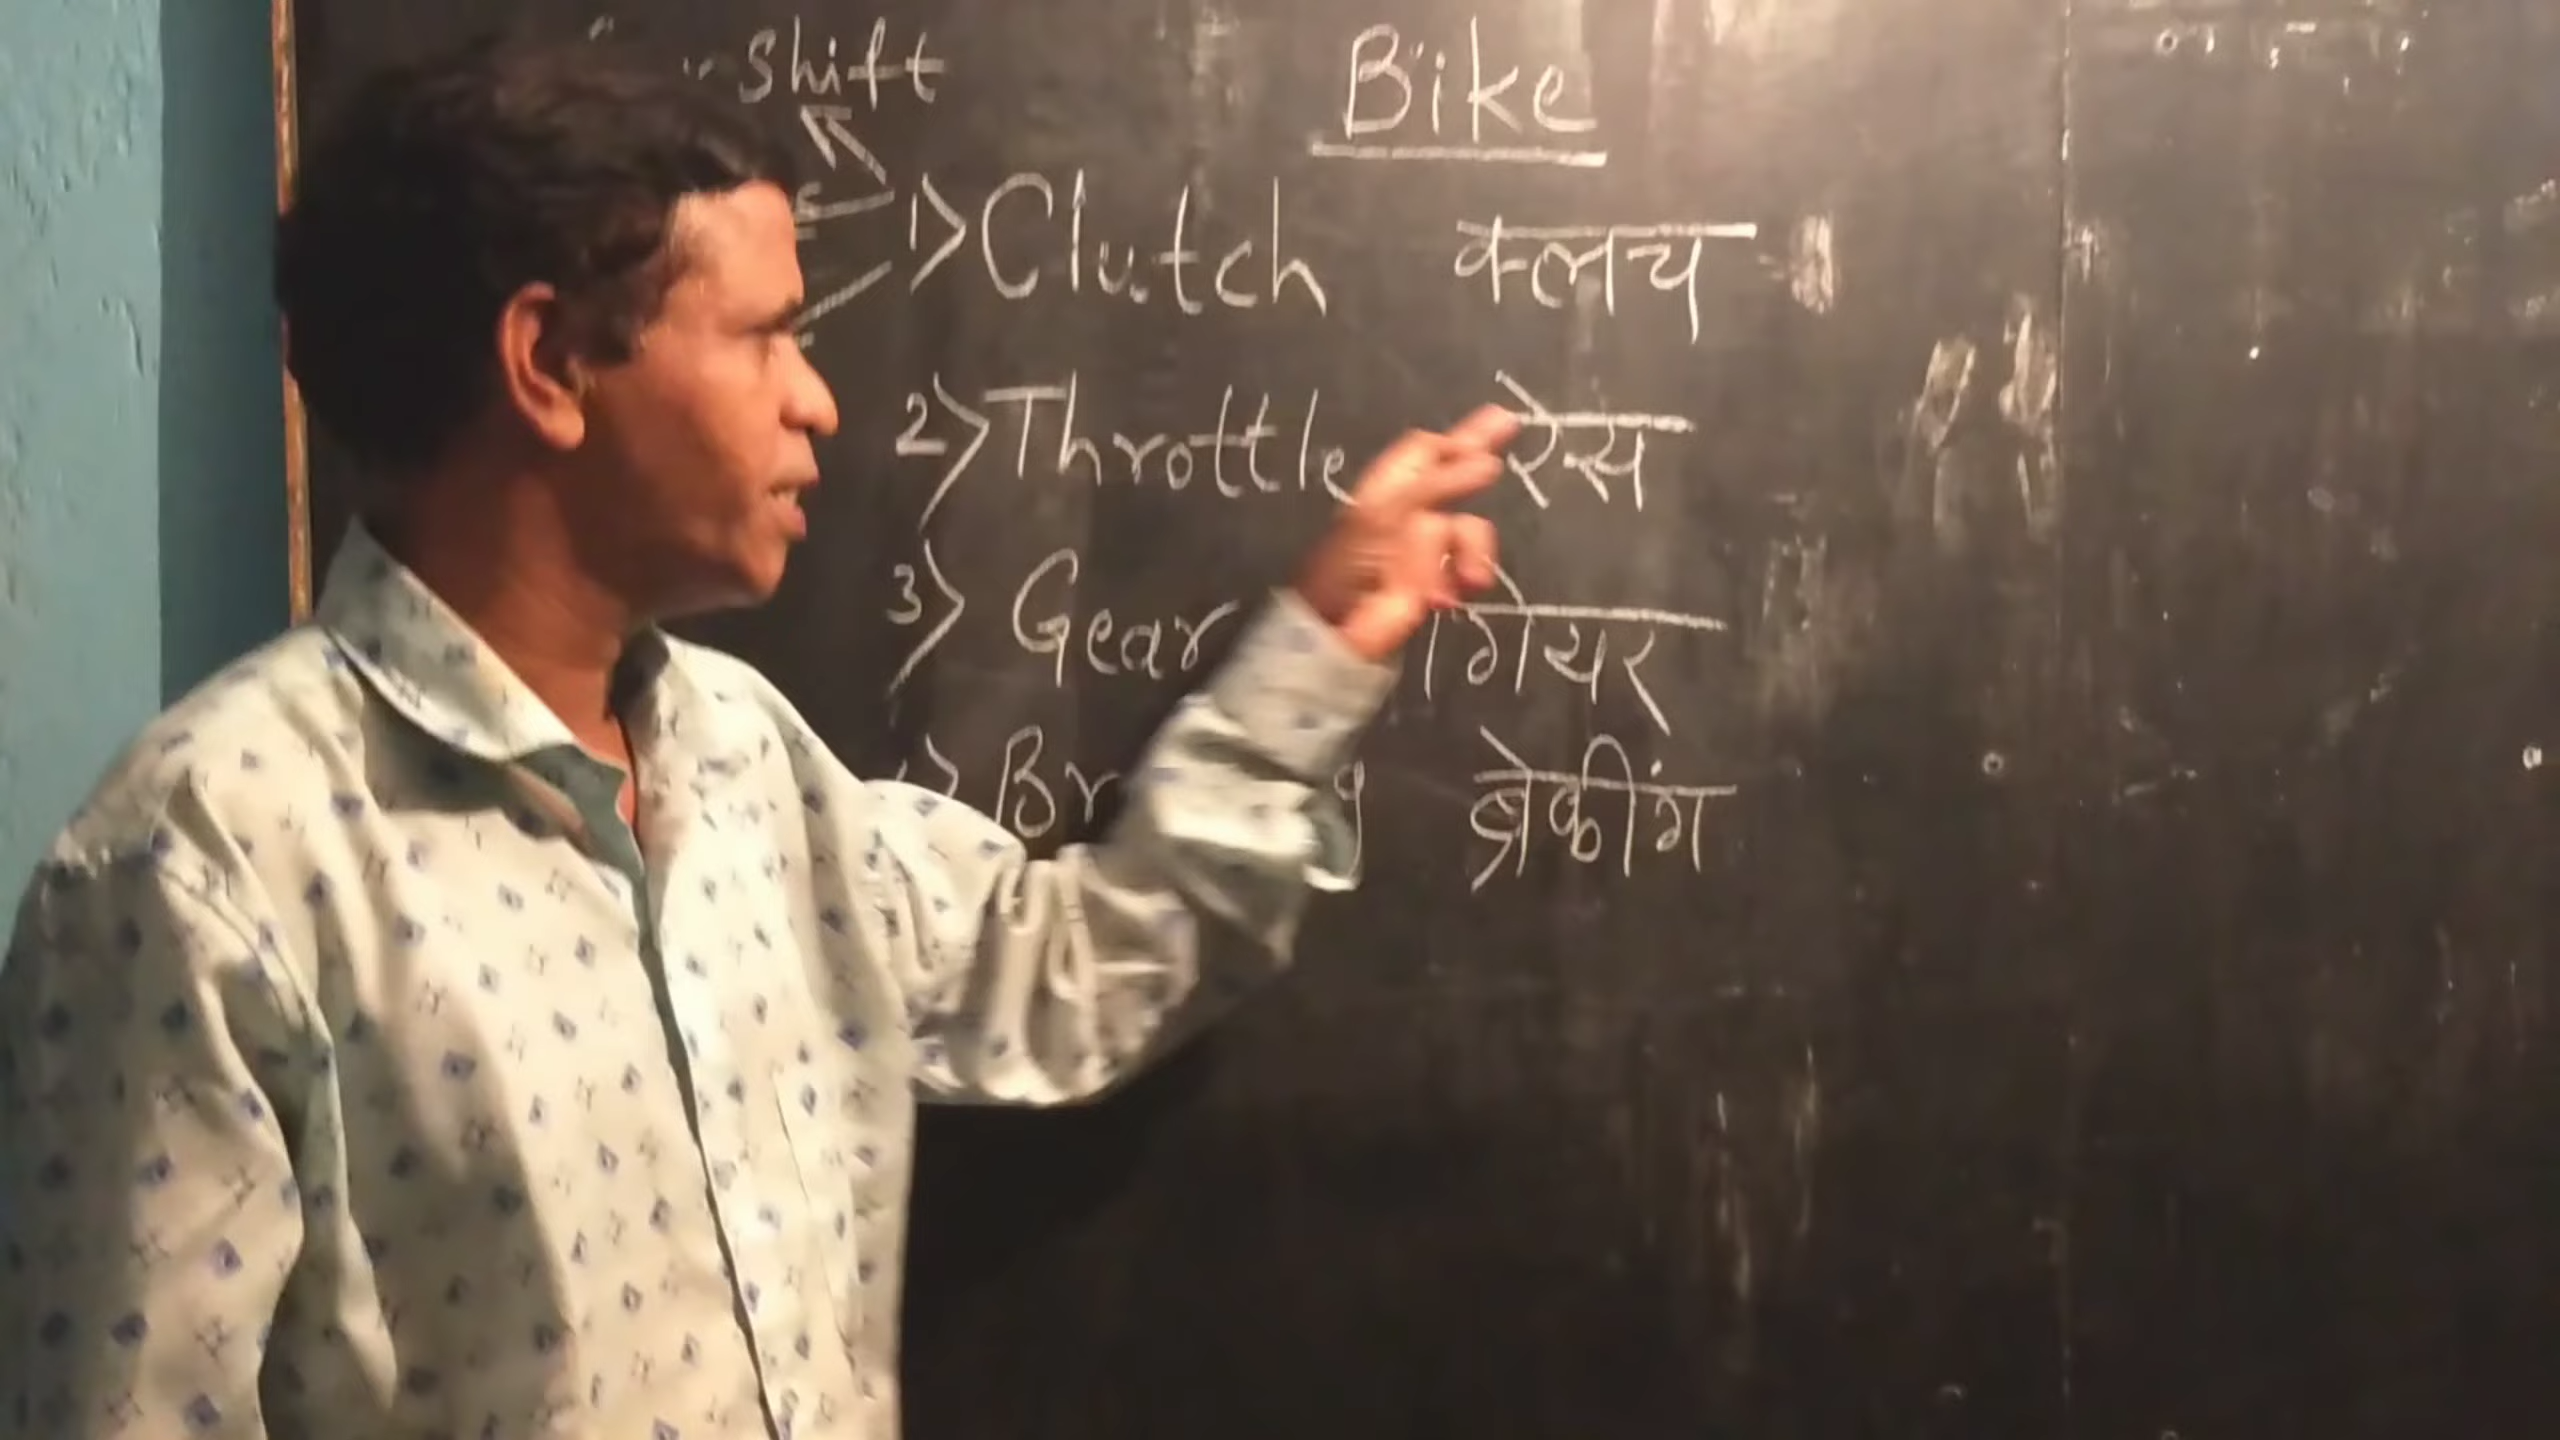 Shift
Bike
1> Clutch क्लच
2> Throttle रेस
3> Gear गियर
ब्रेकींग